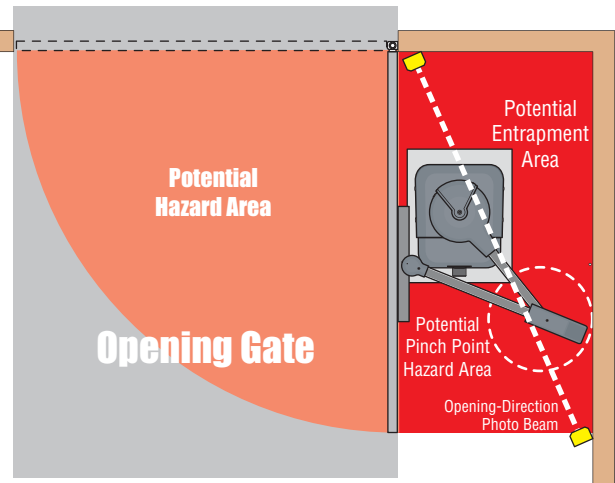 Potential
Entrapment
Area
Potential
Hazard Area
Opening Gate
Potential
Pinch Point
Hazard Area
Opening-Direction
Photo Beam